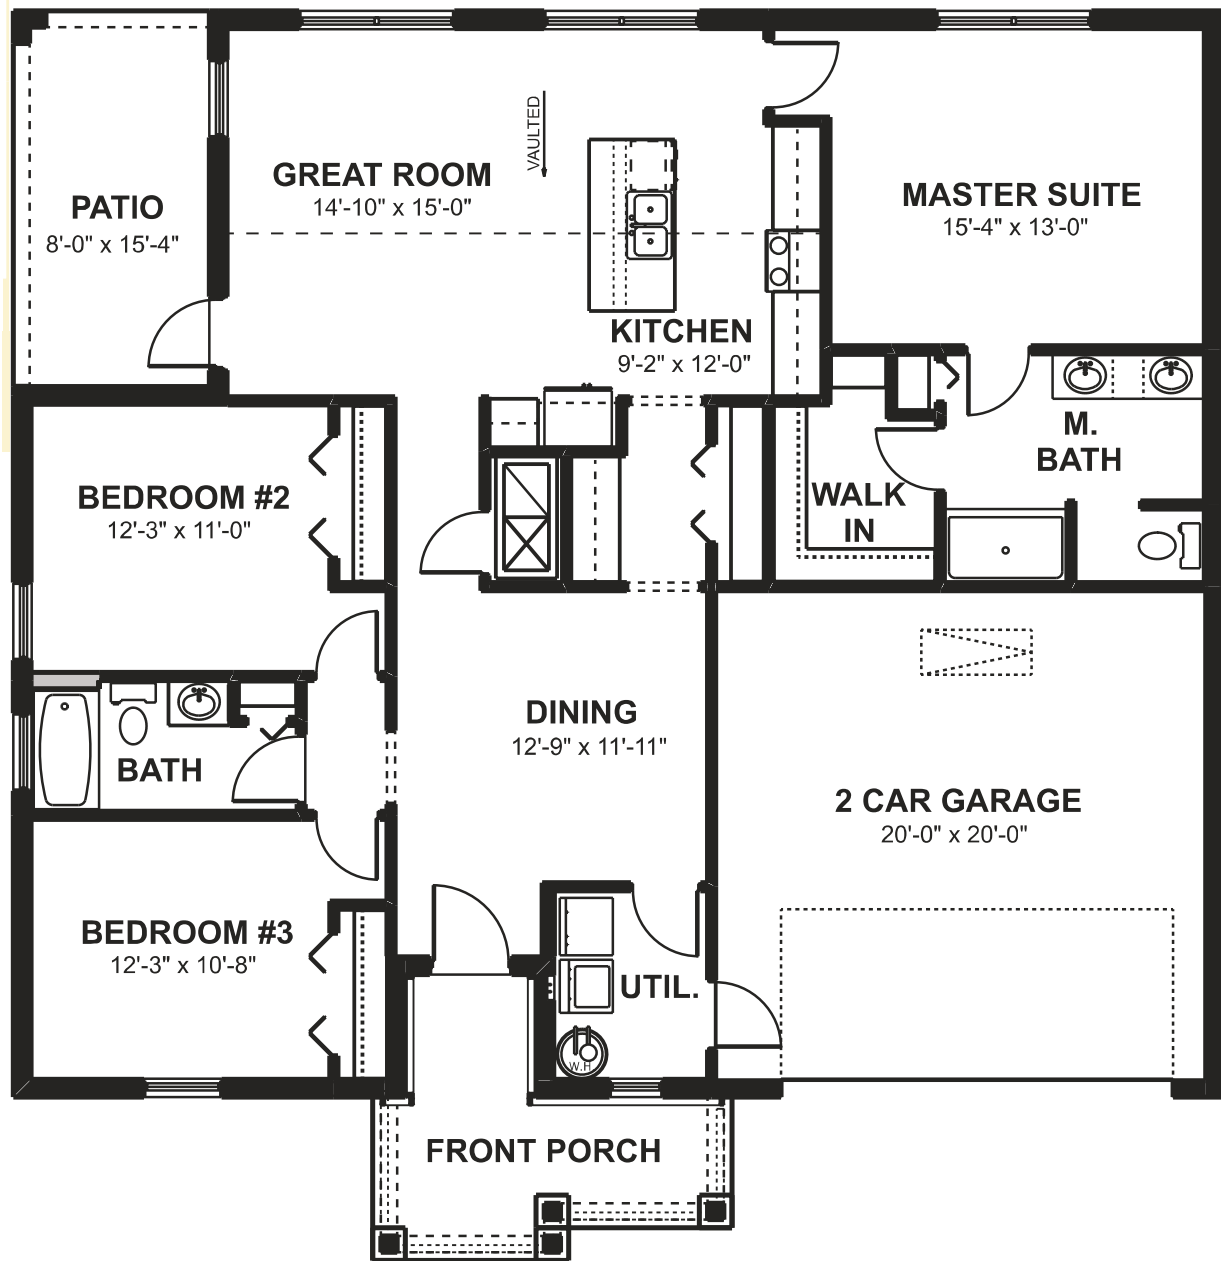 VAULTED
GREAT ROOM
14'-10" x 15'-0"
PATIO
8'-0" x 15'-4"
MASTER SUITE
15'-4" x 13'-0"
KITCHEN
9'-2" x 12'-0"
M.
BATH
WALK
IN
BEDROOM #2
12'-3" x 11'-0"
DINING
12'-9" x 11'-11"
BATH
2 CAR GARAGE
20'-0" x 20'-0"
BEDROOM #3
12'-3" x 10'-8"
UTIL.
W.H
FRONT PORCH